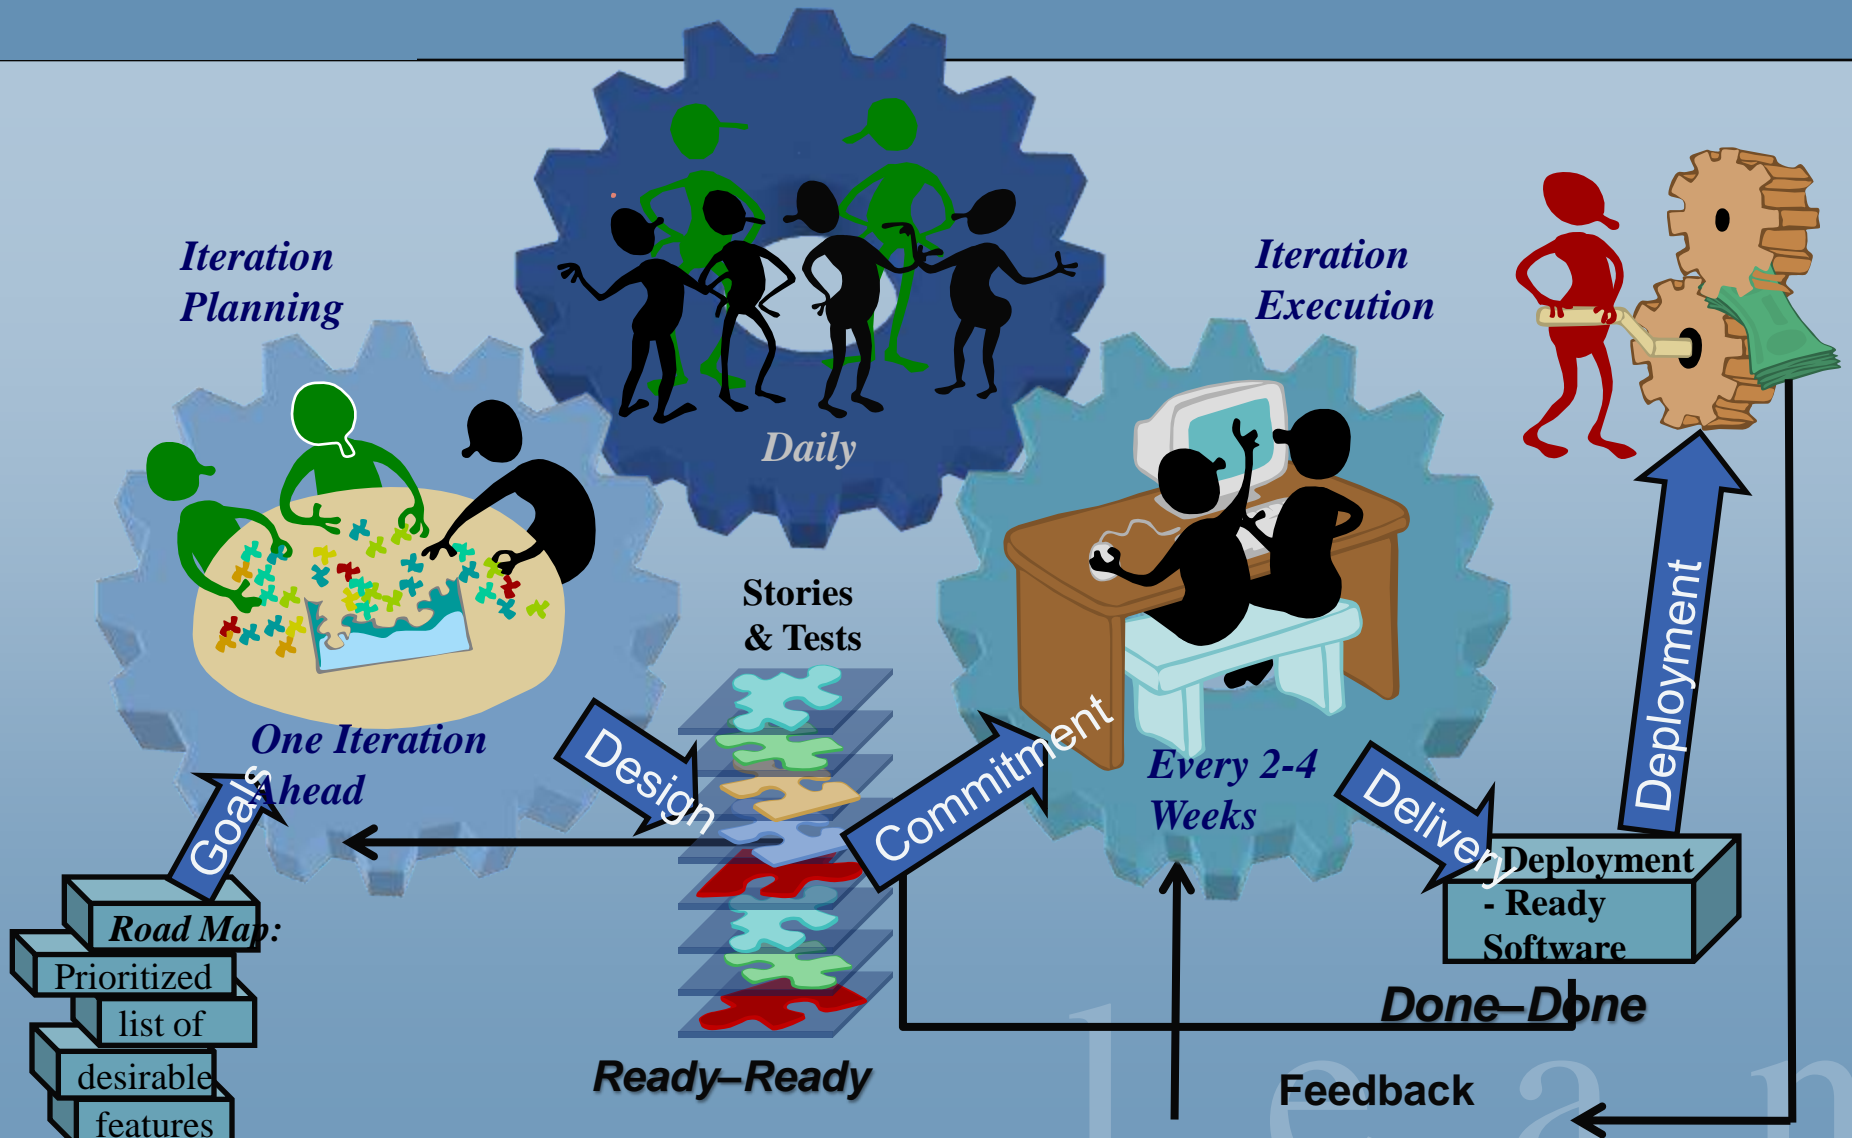 Iteration
Planning
Daily
Iteration
Execution
One Iteration
Ahead
Stories
& Tests
Every 2-4
Weeks
Goals
Design
Commitment
Delivery
Deployment
Road Map:
Prioritized
list of
desirable
features
Deployment
- Ready
Software
Ready–Ready
Done–Done
Feedback
lean